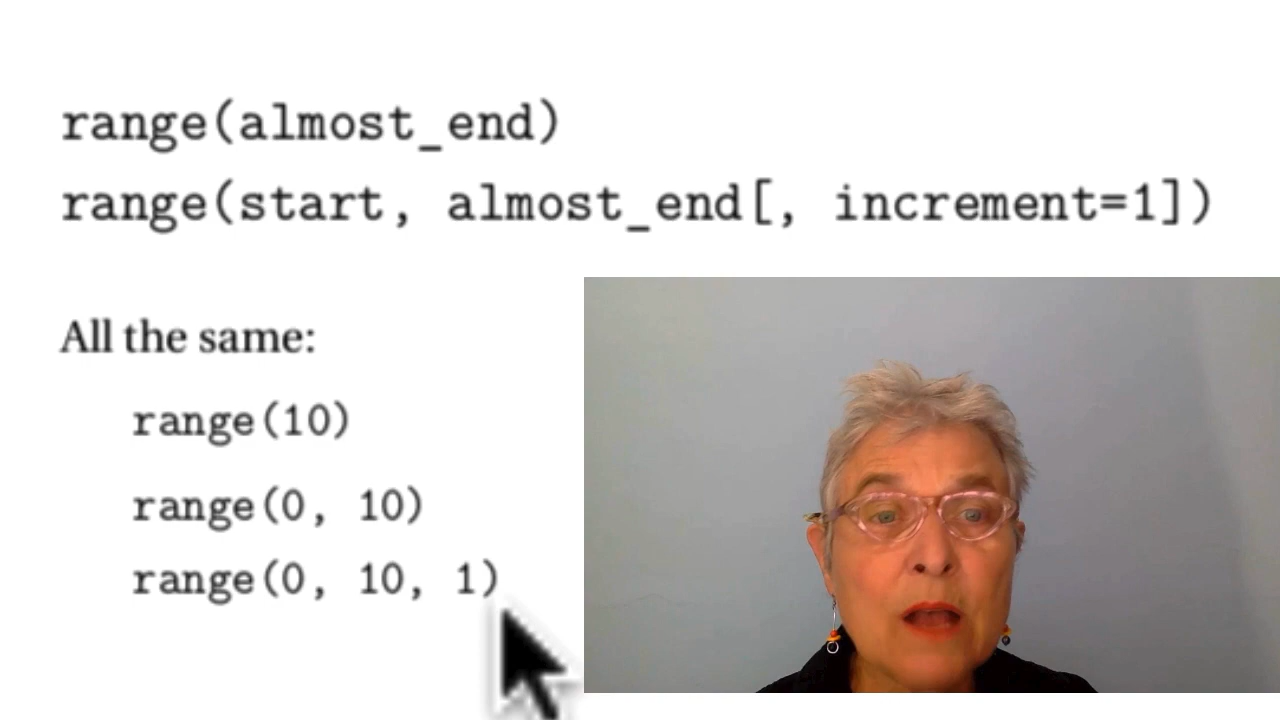 range(almost_end)
range(start, almost_end[, increment=1])
All the same:
range(10)
range(0, 10)
range(0, 10, 1)